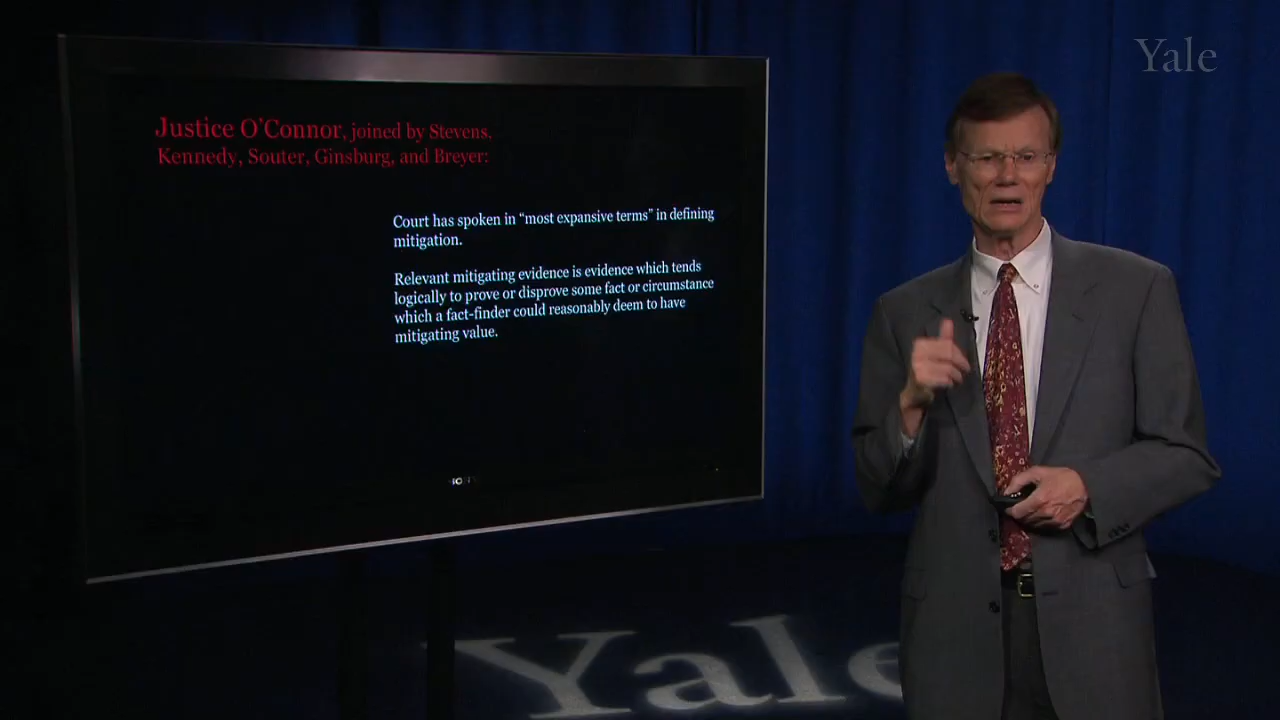 Yale
Justice O'Connor, joined by Stevens,
Kennedy, Souter, Ginsburg, and Breyer:
Court has spoken in “most expansive terms” in defining
mitigation.
Relevant mitigating evidence is evidence which tends
logically to prove or disprove some fact or circumstance
which a fact-finder could reasonably deem to have
mitigating value.
Yale